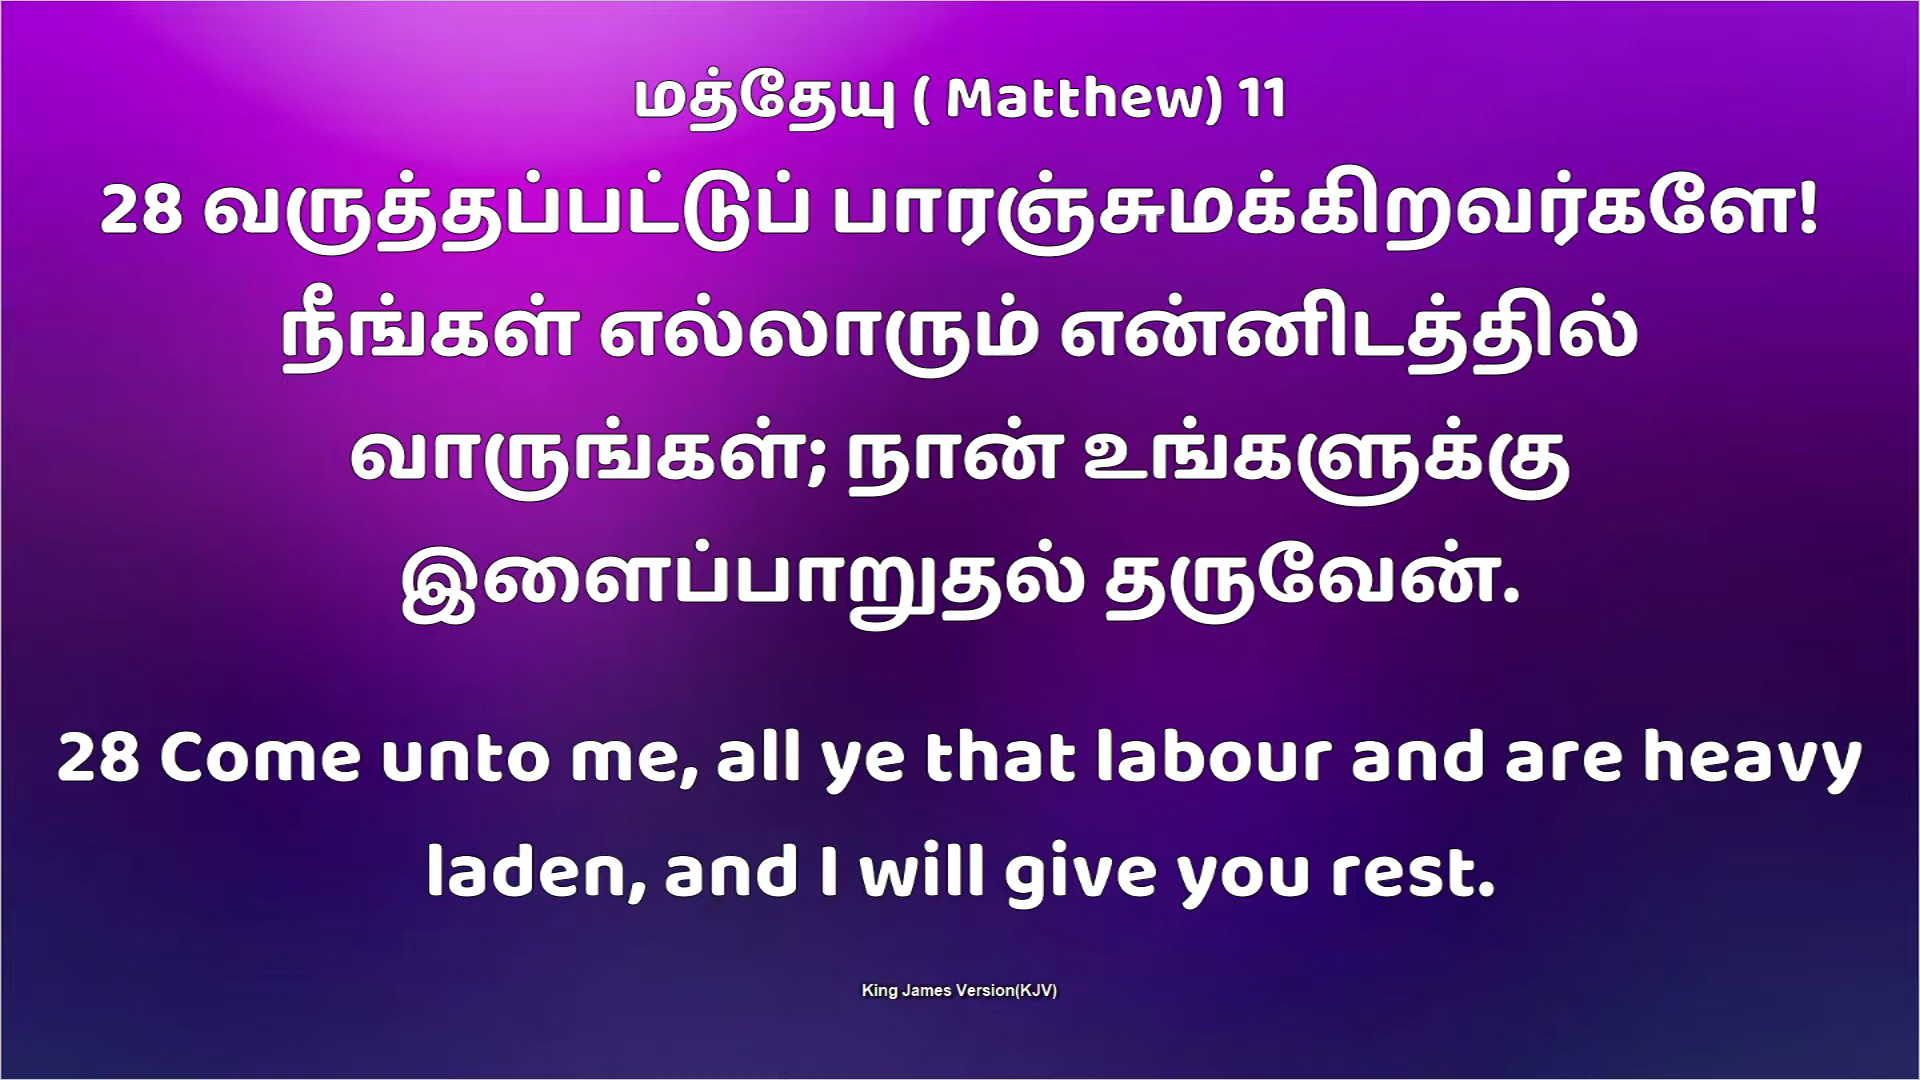 மத்தேயு ( Matthew) 11
28 வருத்தப்பட்டுப் பாரஞ்சுமக்கிறவர்களே!
நீங்கள் எல்லாரும் என்னிடத்தில்
வாருங்கள்; நான் உங்களுக்கு
இளைப்பாறுதல் தருவேன்.
28 Come unto me, all ye that labour and are heavy
laden, and I will give you rest.
King James Version(KJV)